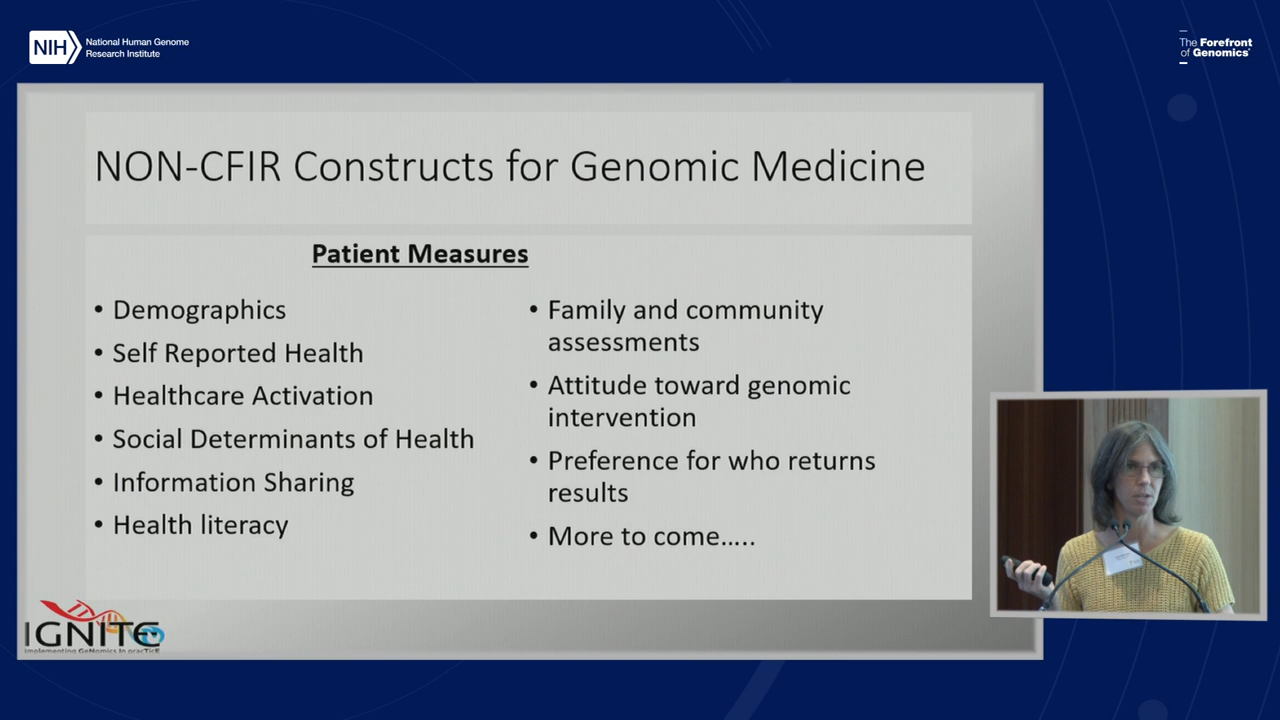 NIH
National Human Genome
Research Institute
The Forefront
of Genomics®
NON-CFIR Constructs for Genomic Medicine
Patient Measures
• Demographics
• Self Reported Health
• Healthcare Activation
• Social Determinants of Health
• Information Sharing
• Health literacy
• Family and community
assessments
• Attitude toward genomic
intervention
• Preference for who returns
results
• More to come…..
IGNITE
Implementing GeNomics In pracTicE